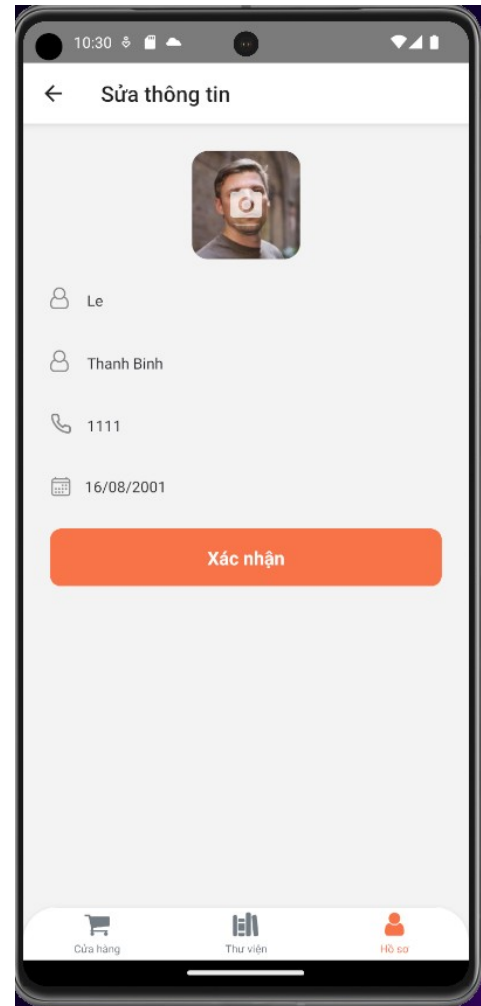 10:30
Sửa thông tin
Le
Thanh Binh
1111
16/08/2001
Xác nhận
Cửa hàng Thư viện Hồ sơ